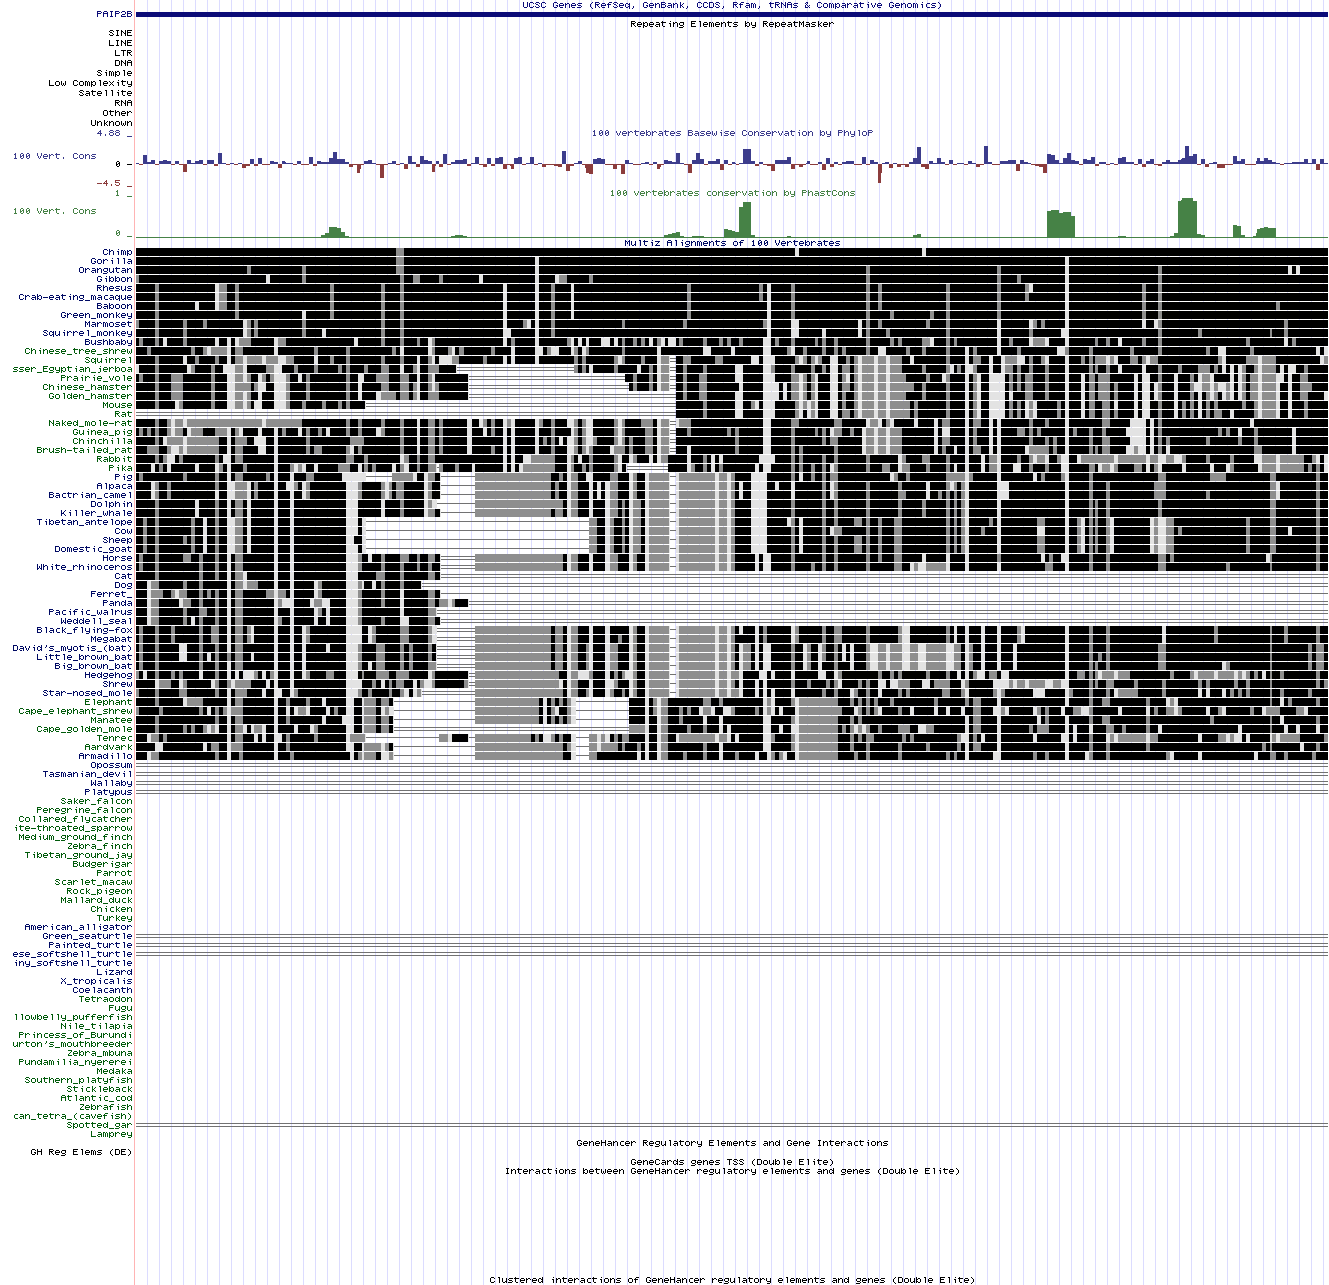 UCSC Genes (RefSeq, GenBank, CCDS, Rfam, tRNAs & Comparative Genomics)
PAIP2B
Repeating Elements by RepeatMasker
SINE
LINE
LTR
DNA
Simple
Low Complexity
Satellite
RNA
Other
Unknown
4.88 _
100 vertebrates Basewise Conservation by PhyloP
100 Vert. Cons
0 _
-4.5 _
1 _
100 vertebrates conservation by PhastCons
100 Vert. Cons
0 _
Multiz Alignments of 100 Vertebrates
Chimp
Gorilla
Orangutan
Gibbon
Rhesus
Crab-eating_macaque
Baboon
Green_monkey
Marmoset
Squirrel_monkey
Bushbaby
Chinese_tree_shrew
Squirrel
sser_Egyptian_jerboa
Prairie_vole
Chinese_hamster
Golden_hamster
Mouse
Rat
Naked_mole-rat
Guinea_pig
Chinchilla
Brush-tailed_rat
Rabbit
Pika
Pig
Alpaca
Bactrian_camel
Dolphin
Killer_whale
Tibetan_antelope
Cow
Sheep
Domestic_goat
Horse
White_rhinoceros
Cat
Dog
Ferret_
Panda
Pacific_walrus
Weddell_seal
Black_flying-fox
Megabat
David's_myotis_(bat)
Little_brown_bat
Big_brown_bat
Hedgehog
Shrew
Star-nosed_mole
Elephant
Cape_elephant_shrew
Manatee
Cape_golden_mole
Tenrec
Aardvark
Armadillo
Opossum
Tasmanian_devil
Wallaby
Platypus
Saker_falcon
Peregrine_falcon
Collared_flycatcher
ite-throated_sparrow
Medium_ground_finch
Zebra_finch
Tibetan_ground_jay
Budgerigar
Parrot
Scarlet_macaw
Rock_pigeon
Mallard_duck
Chicken
Turkey
American_alligator
Green_seaturtle
Painted_turtle
ese_softshell_turtle
iny_softshell_turtle
Lizard
X_tropicalis
Coelacanth
Tetraodon
Fugu
llowbelly_pufferfish
Nile_tilapia
Princess_of_Burundi
urton's_mouthbreeder
Zebra_mbuna
Pundamilia_nyererei
Medaka
Southern_platyfish
Stickleback
Atlantic_cod
Zebrafish
can_tetra_(cavefish)
Spotted_gar
Lamprey
GeneHancer Regulatory Elements and Gene Interactions
GH Reg Elems (DE)
GeneCards genes TSS (Double Elite)
Interactions between GeneHancer regulatory elements and genes (Double Elite)
Clustered interactions of GeneHancer regulatory elements and genes (Double Elite)